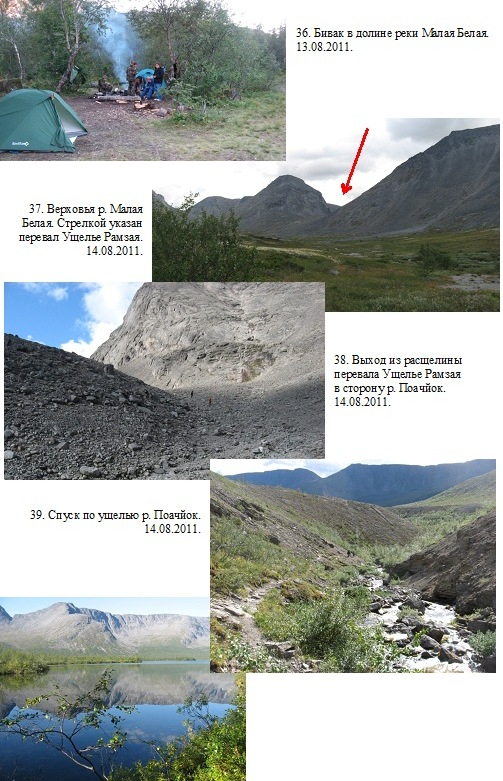 36. Бивак в долине реки Малая Белая.
13.08.2011.
37. Верховья р. Малая
Белая. Стрелкой указан
перевал Ущелье Рамзая.
14.08.2011.
38. Выход из расщелины
перевала Ущелье Рамзая
в сторону р. Поачйок.
14.08.2011.
39. Спуск по ущелью р. Поачйок.
14.08.2011.